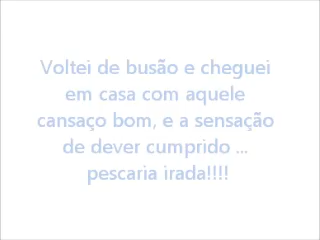 Voltei de busão e cheguei
em casa com aquele
cansaço bom, e a sensação
de dever cumprido ...
pescaria irada!!!!